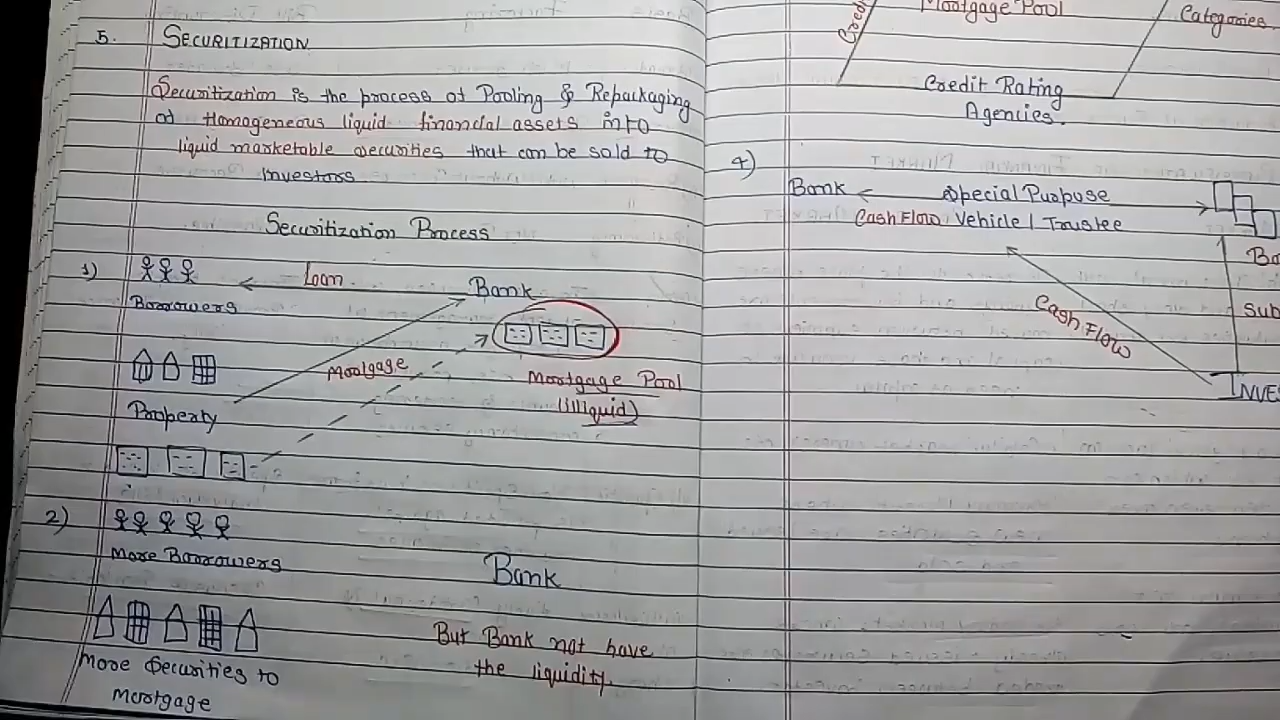 5. SECURITIZATION
Securitization is the process of Pooling & Repackaging
of Homogeneous liquid financial assets into
liquid marketable securities that can be sold to
investors
Securitization Process
1)
Loan
Bank
Borrowers
Mortgage
Mortgage Pool
(illiquid)
Property
2)
More Borrowers
Bank
But Bank not have
the liquidity.
More Securities to
Mortgage
Mortgage Pool
Categories
Credit Rating
Agencies.
4)
Bank
Special Purpose
Cash Flow Vehicle / Trustee
Cash Flow
Sub
INVES